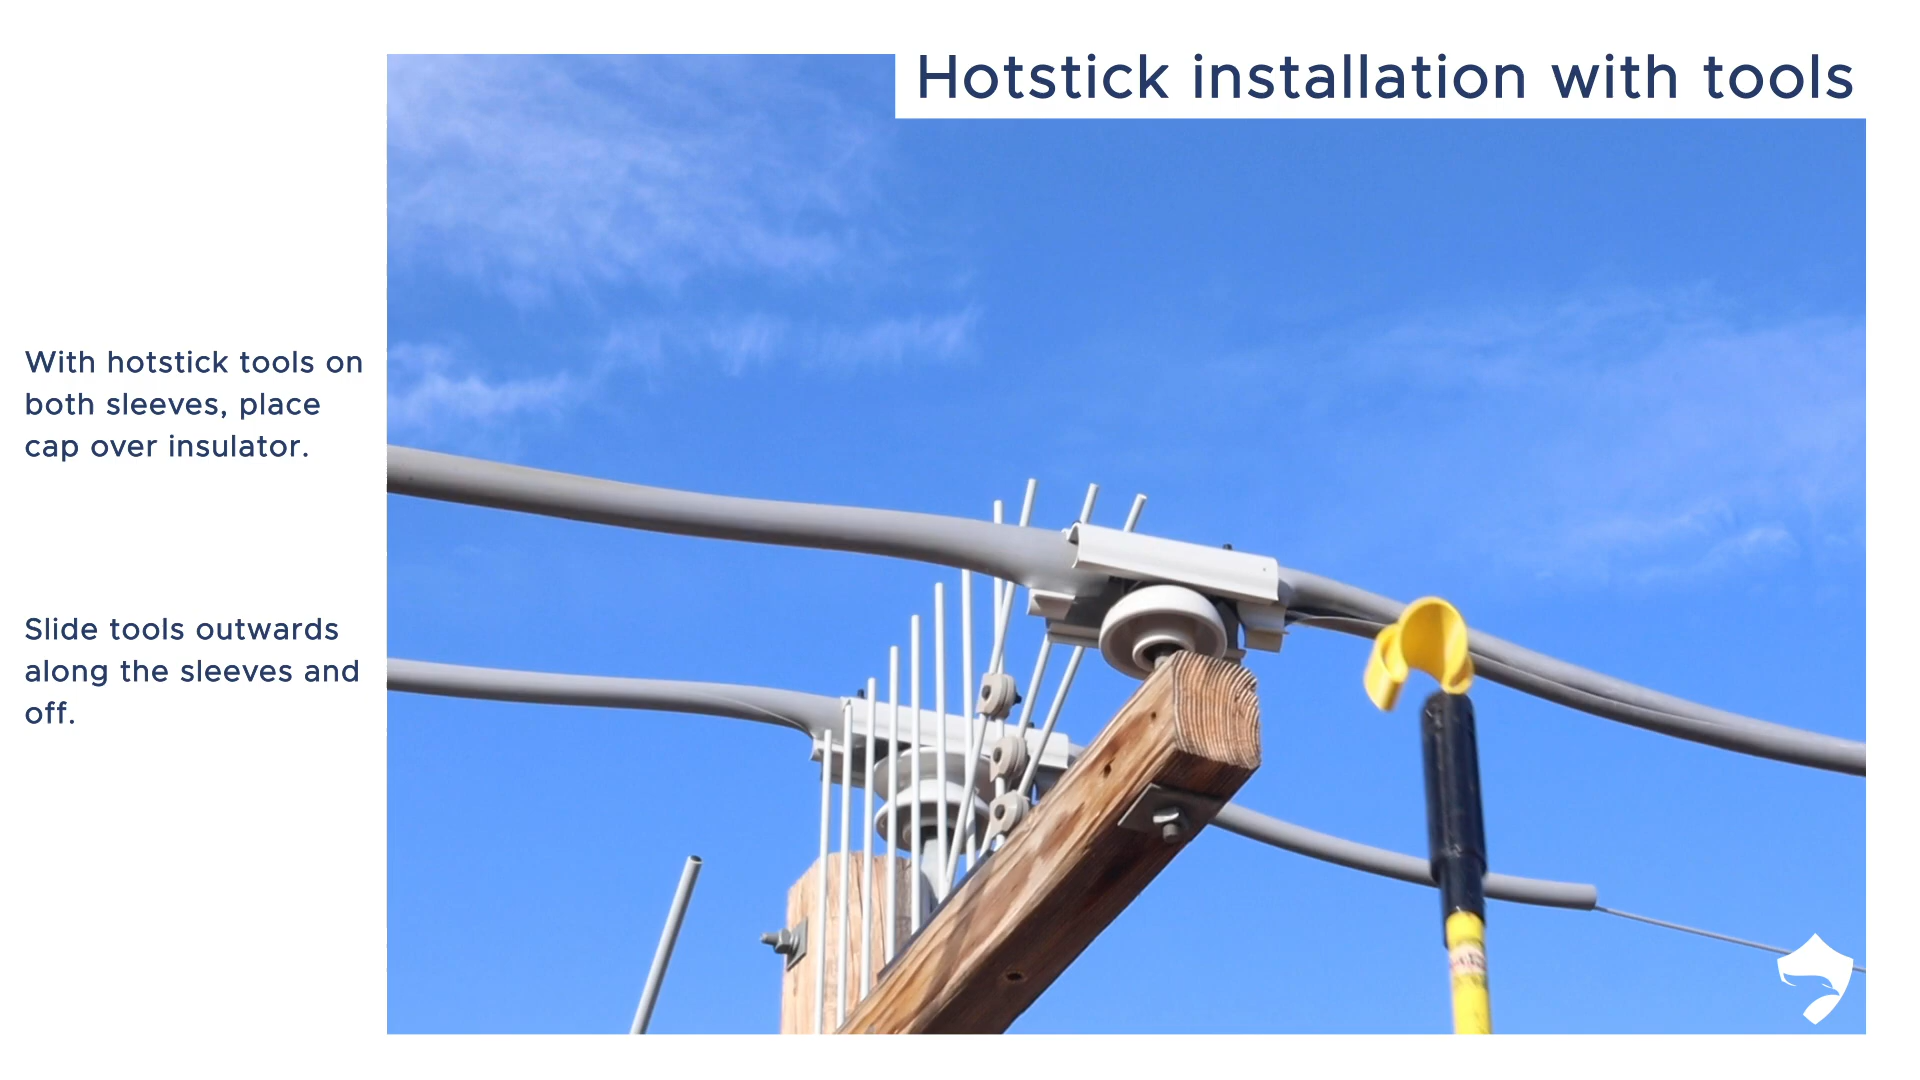 Hotstick installation with tools
With hotstick tools on
both sleeves, place
cap over insulator.
Slide tools outwards
along the sleeves and
off.